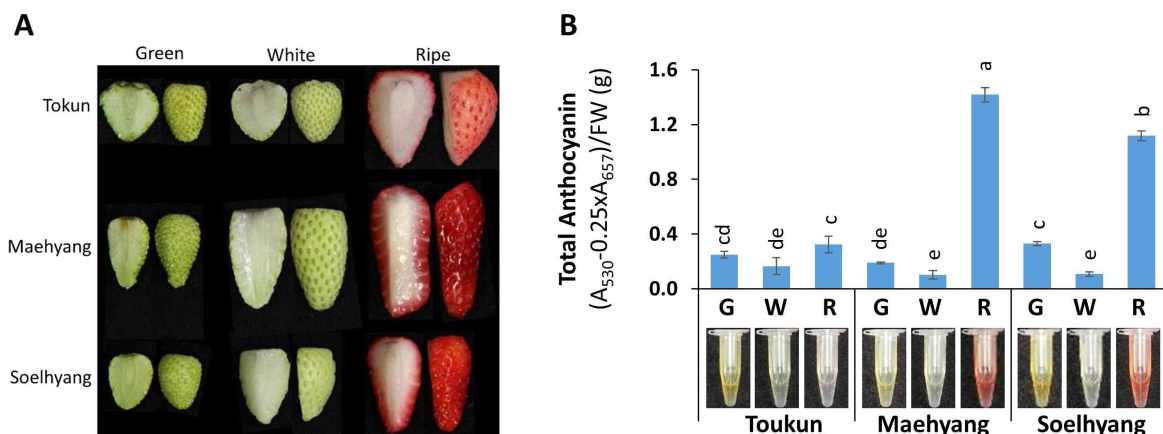 A
Green White Ripe
Tokun
Maehyang
Soelhyang
B
Total Anthocyanin
(A530-0.25xA657)/FW (g)
1.6
1.2
0.8
0.4
0.0
cd de c de e a c e b
G W R G W R G W R
Toukun Maehyang Soelhyang